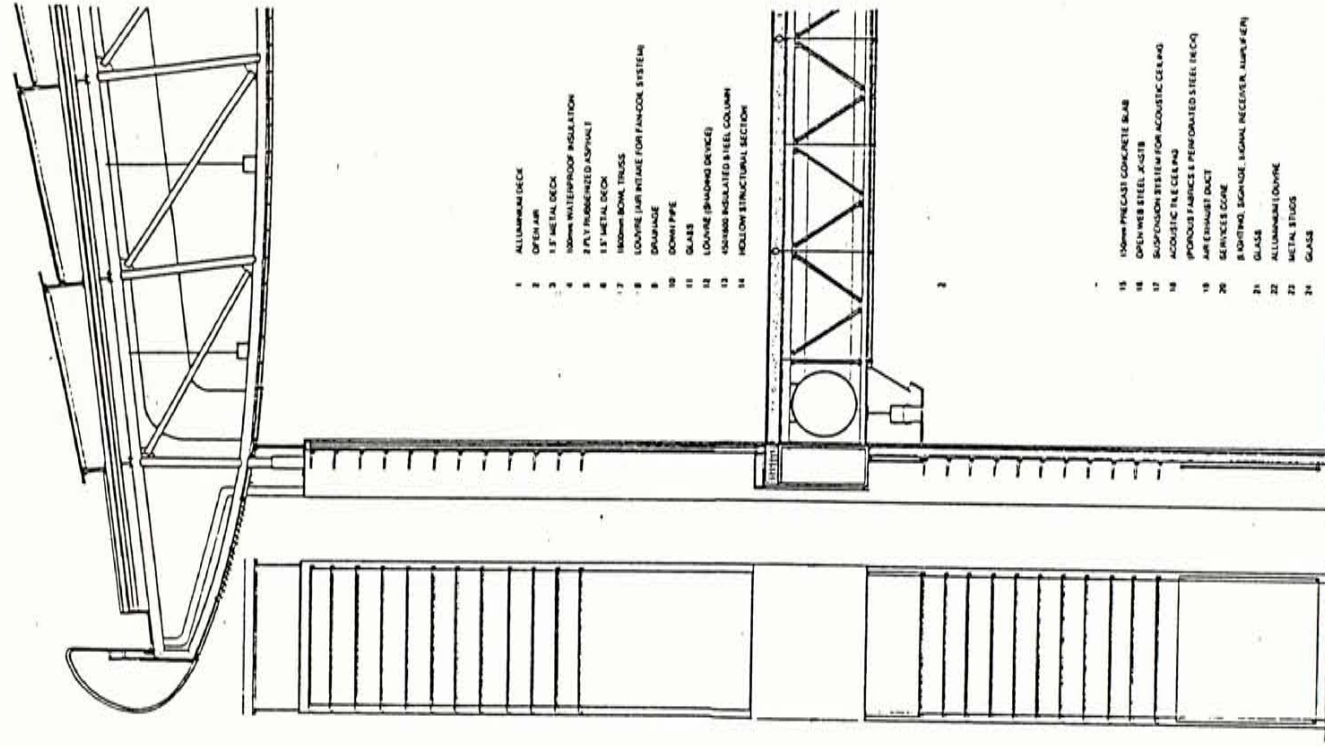 1 ALLUMINIUM DECK
2 OPEN AIR
3 1.5" METAL DECK
4 100mm WATERPROOF INSULATION
5 2 PLY RUBBERIZED ASPHALT
6 1.5" METAL DECK
7 1800mm BOWL TRUSS
8 LOUVRE (AIR INTAKE FOR FAN-COIL SYSTEM)
9 DRAINAGE
10 DOWN PIPE
11 GLASS
12 LOUVRE (SHADING DEVICE)
13 450X600 INSULATED STEEL COLUMN
14 HOLLOW STRUCTURAL SECTION
2
15 150mm PRECAST CONCRETE SLAB
16 OPEN WEB STEEL JOISTS
17 SUSPENSION SYSTEM FOR ACOUSTIC CEILING
18 ACOUSTIC TILE CEILING
(POROUS FABRICS & PERFORATED STEEL DECK)
19 AIR EXHAUST DUCT
20 SERVICES CORE
(LIGHTING, SIGNAGE, SIGNAL RECEIVER, AMPLIFIER)
21 GLASS
22 ALLUMINIUM LOUVRE
23 METAL STUDS
24 GLASS